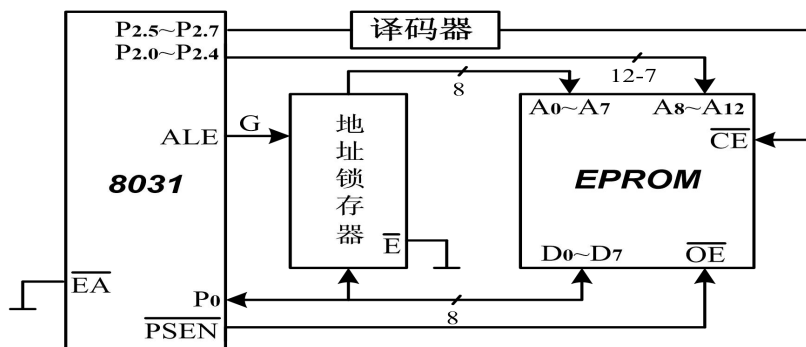 P2.5~P2.7
译码器
P2.0~P2.4
8
12-7
A0~A7
A8~A12
CE
ALE
G
地址锁存器
8031
EPROM
E
D0~D7
OE
EA
P0
8
PSEN